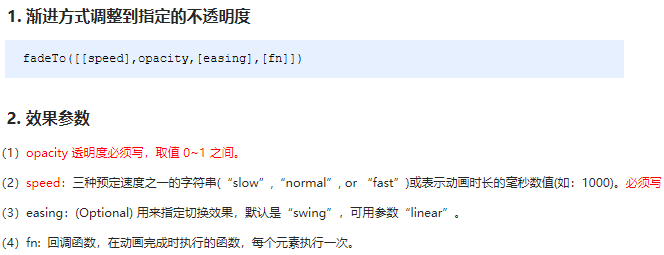 1. 渐进方式调整到指定的不透明度
fadeTo([[speed],opacity,[easing],[fn]])
2. 效果参数
（1）opacity 透明度必须写，取值 0~1 之间。
（2）speed：三种预定速度之一的字符串(“slow”,“normal”, or “fast”)或表示动画时长的毫秒数值(如：1000)。必须写
（3）easing：(Optional) 用来指定切换效果，默认是“swing”，可用参数“linear”。
（4）fn: 回调函数，在动画完成时执行的函数，每个元素执行一次。